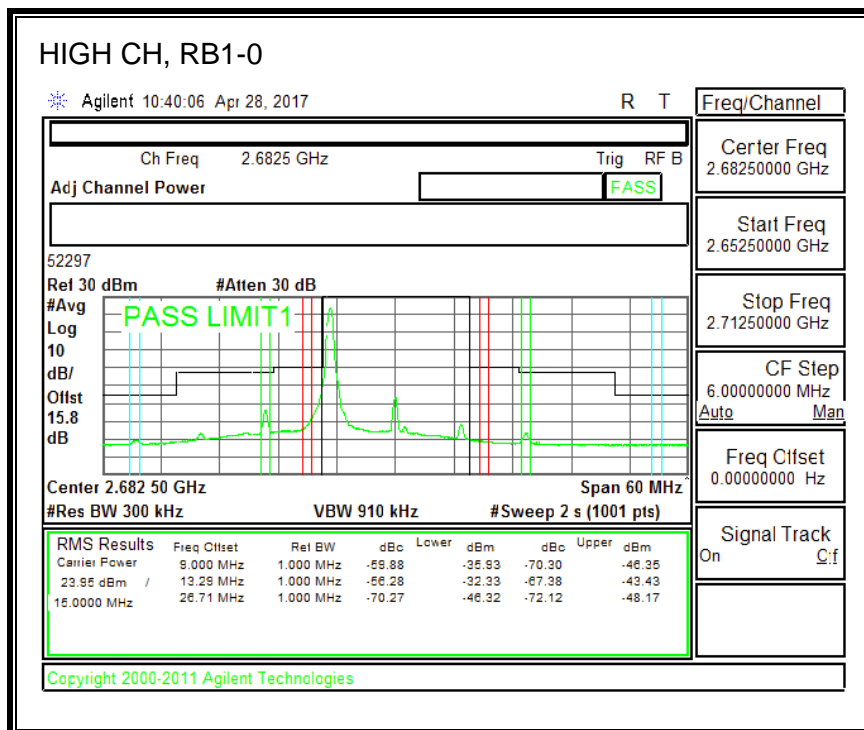 HIGH CH, RB1-0
Agilent 10:40:06 Apr 28, 2017 R T
Ch Freq 2.6825 GHz Trig RF B
Adj Channel Power PASS
52297
Ref 30 dBm #Atten 30 dB
#Avg
Log
10
dB/
Offst
15.8
dB
PASS LIMIT1
Center 2.682 50 GHz Span 60 MHz
#Res BW 300 kHz VBW 910 kHz #Sweep 2 s (1001 pts)
RMS Results Freq Offset Ref BW dBc Lower dBm dBc Upper dBm
Carrier Power 9.000 MHz 1.000 MHz -59.88 -35.93 -70.30 -46.35
23.95 dBm / 13.29 MHz 1.000 MHz -56.28 -32.33 -67.38 -43.43
15.0000 MHz 26.71 MHz 1.000 MHz -70.27 -46.32 -72.12 -48.17
Copyright 2000-2011 Agilent Technologies
Freq/Channel
Center Freq
2.68250000 GHz
Start Freq
2.65250000 GHz
Stop Freq
2.71250000 GHz
CF Step
6.00000000 MHz
Auto Man
Freq Offset
0.00000000 Hz
Signal Track
On Off